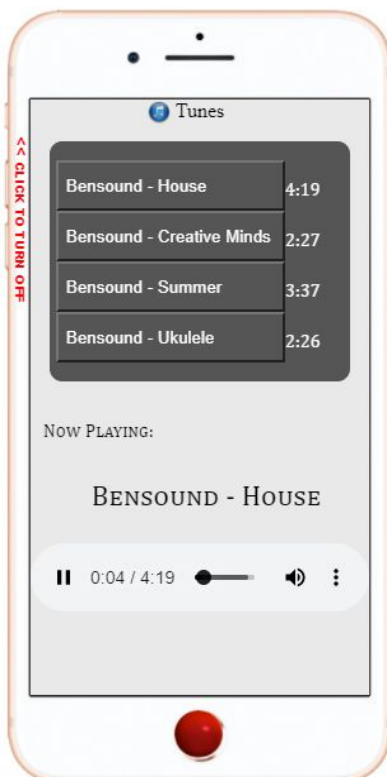 Tunes
<< CLICK TO TURN OFF
Bensound - House 4:19
Bensound - Creative Minds 2:27
Bensound - Summer 3:37
Bensound - Ukulele 2:26
Now Playing:
Bensound - House
0:04 / 4:19